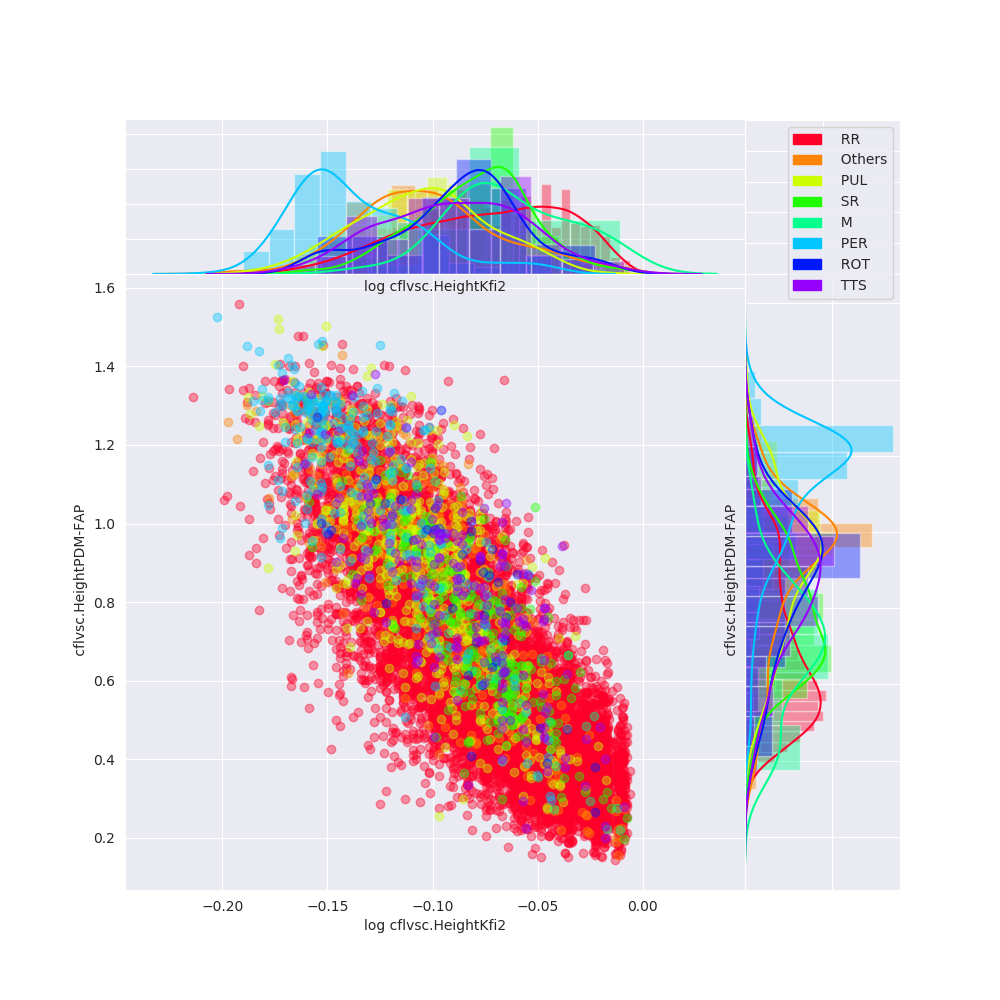 RR
Others
PUL
SR
M
PER
ROT
TTS
log cflvsc.HeightKfi2
1.6
1.4
1.2
1.0
0.8
0.6
0.4
0.2
cflvsc.HeightPDM-FAP
cflvsc.HeightPDM-FAP
−0.20
−0.15
−0.10
−0.05
0.00
log cflvsc.HeightKfi2